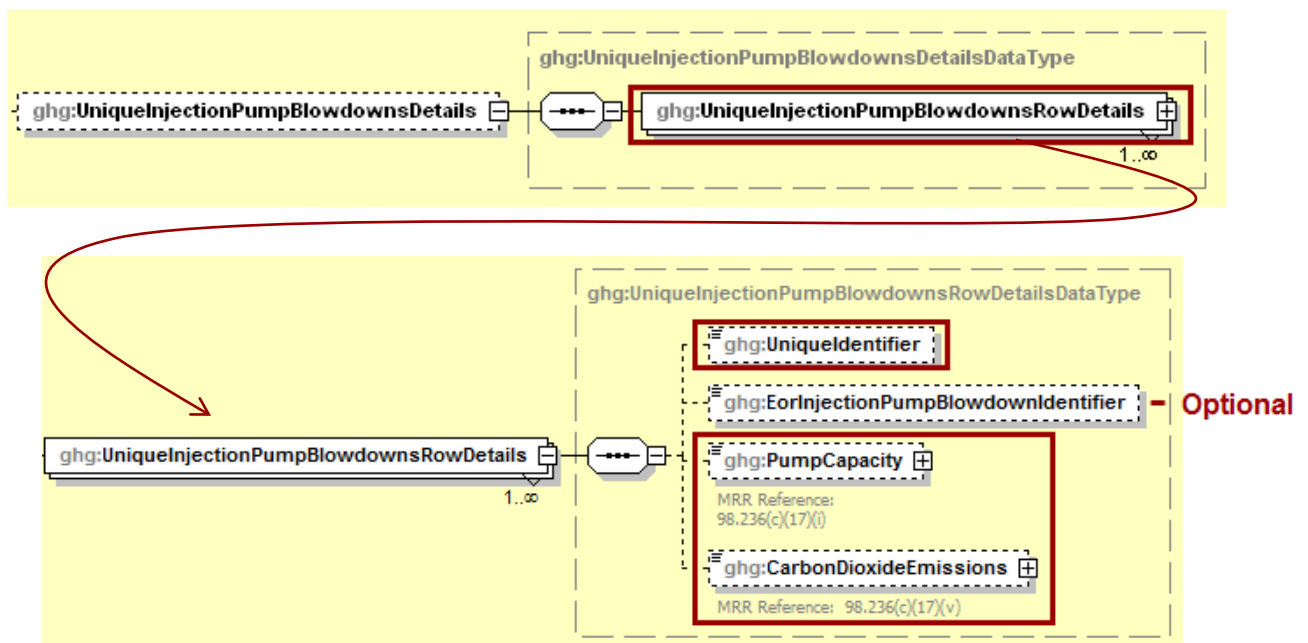 ghg:UniqueInjectionPumpBlowdownsDetailsDataType
ghg:UniqueInjectionPumpBlowdownsDetails
ghg:UniqueInjectionPumpBlowdownsRowDetails
1..∞
ghg:UniqueInjectionPumpBlowdownsRowDetailsDataType
ghg:UniqueIdentifier
ghg:EorInjectionPumpBlowdownIdentifier
- Optional
ghg:UniqueInjectionPumpBlowdownsRowDetails
1..∞
ghg:PumpCapacity
MRR Reference:
98.236(c)(17)(i)
ghg:CarbonDioxideEmissions
MRR Reference: 98.236(c)(17)(v)